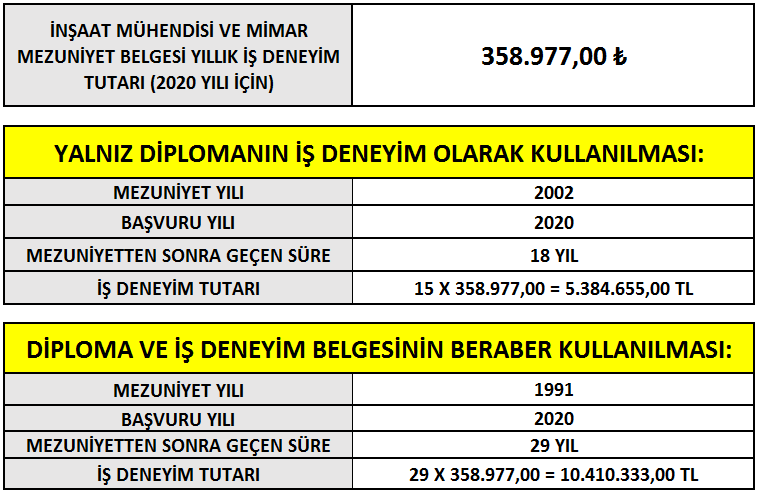 İNŞAAT MÜHENDİSİ VE MİMAR
MEZUNİYET BELGESİ YILLIK İŞ DENEYİM
TUTARI (2020 YILI İÇİN)
358.977,00 ₺
YALNIZ DİPLOMANIN İŞ DENEYİM OLARAK KULLANILMASI:
MEZUNİYET YILI 2002
BAŞVURU YILI 2020
MEZUNİYETTEN SONRA GEÇEN SÜRE 18 YIL
İŞ DENEYİM TUTARI 15 X 358.977,00 = 5.384.655,00 TL
DİPLOMA VE İŞ DENEYİM BELGESİNİN BERABER KULLANILMASI:
MEZUNİYET YILI 1991
BAŞVURU YILI 2020
MEZUNİYETTEN SONRA GEÇEN SÜRE 29 YIL
İŞ DENEYİM TUTARI 29 X 358.977,00 = 10.410.333,00 TL